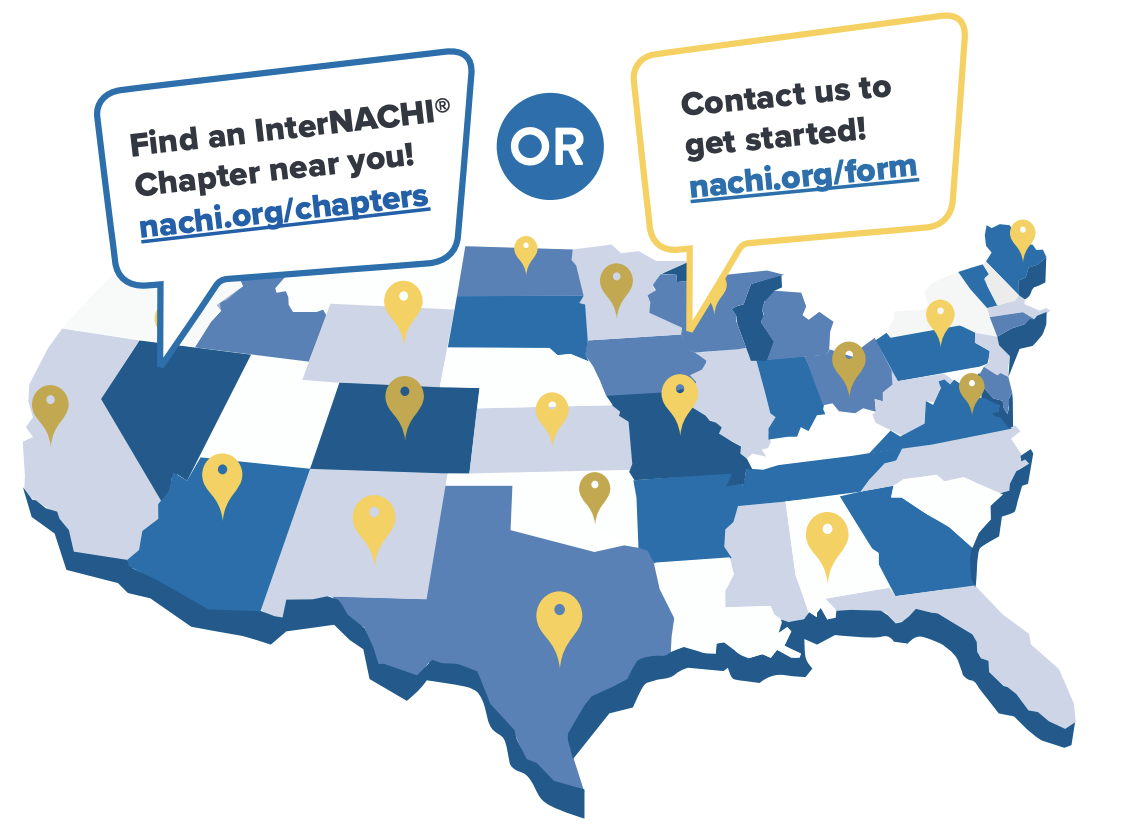 Find an InterNACHI®
Chapter near you!
nachi.org/chapters
OR
Contact us to
get started!
nachi.org/form